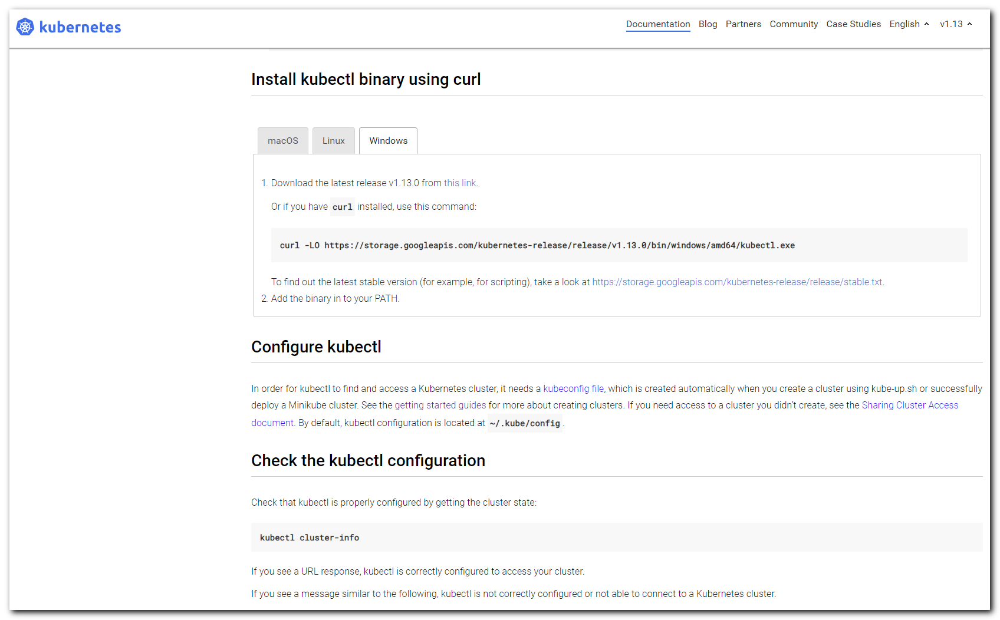 kubernetes
Documentation Blog Partners Community Case Studies English v1.13
Install kubectl binary using curl
macOS Linux Windows
1. Download the latest release v1.13.0 from this link.
Or if you have curl installed, use this command:
curl -LO https://storage.googleapis.com/kubernetes-release/release/v1.13.0/bin/windows/amd64/kubectl.exe
To find out the latest stable version (for example, for scripting), take a look at https://storage.googleapis.com/kubernetes-release/release/stable.txt.
2. Add the binary in to your PATH.
Configure kubectl
In order for kubectl to find and access a Kubernetes cluster, it needs a kubeconfig file, which is created automatically when you create a cluster using kube-up.sh or successfully
deploy a Minikube cluster. See the getting started guides for more about creating clusters. If you need access to a cluster you didn’t create, see the Sharing Cluster Access
document. By default, kubectl configuration is located at ~/.kube/config.
Check the kubectl configuration
Check that kubectl is properly configured by getting the cluster state:
kubectl cluster-info
If you see a URL response, kubectl is correctly configured to access your cluster.
If you see a message similar to the following, kubectl is not correctly configured or not able to connect to a Kubernetes cluster.